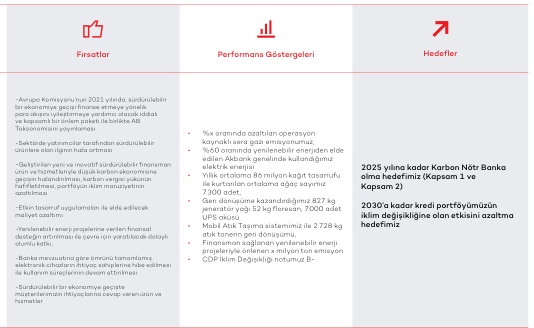 Fırsatlar
-Avrupa Komisyonu'nun 2021 yılında, sürdürülebilir
bir ekonomiye geçişi finanse etmeye yönelik
para akışını iyileştirmeye yardımcı olacak iddialı
ve kapsamlı bir önlem paketi ile birlikte AB
Taksonomisini yayınlaması
-Sektörde yatırımcılar tarafından sürdürülebilir
ürünlere olan ilginin hızla artması
-Geliştirilen yeni ve inovatif sürdürülebilir finansman
ürün ve hizmetleriyle düşük karbon ekonomisine
geçişin hızlandırılması, karbon vergisi yükünün
hafifletilmesi, portföyün iklim maruziyetinin
azaltılması
-Etkin tasarruf uygulamaları ile elde edilecek
maliyet azaltımı
-Yenilenebilir enerji projelerine verilen finansal
desteğin artırılması ile çevre için yaratılacak dolaylı
olumlu katkı,
-Banka mevzuatına göre ömrünü tamamlamış
elektronik cihazların ihtiyaç sahiplerine hibe edilmesi
ile kullanım süreçlerinin devam ettirilmesi
-Sürdürülebilir bir ekonomiye geçişte
müşterilerimizin ihtiyaçlarına cevap veren ürün ve
hizmetler
Performans Göstergeleri
• %x oranında azaltılan operasyon
kaynaklı sera gazı emisyonumuz,
• %60 oranında yenilenebilir enerjiden elde
edilen Akbank genelinde kullandığımız
elektrik enerjisi
• Yıllık ortalama 86 milyon kağıt tasarrufu
ile kurtarılan ortalama ağaç sayımız
7.300 adet,
• Geri dönüşüme kazandırdığımız 827 kg
jeneratör yağı 52 kg floresan, 7.000 adet
UPS aküsü
• Mobil Atık Taşıma sistemimiz ile 2.728 kg
atık tonerin geri dönüşümü,
• Finansman sağlanan yenilenebilir enerji
projeleriyle önlenen x milyon ton emisyon
• CDP İklim Değişikliği notumuz B-
Hedefler
2025 yılına kadar Karbon Nötr Banka
olma hedefimiz (Kapsam 1 ve
Kapsam 2)
2030'a kadar kredi portföyümüzün
iklim değişikliğine olan etkisini azaltma
hedefimiz